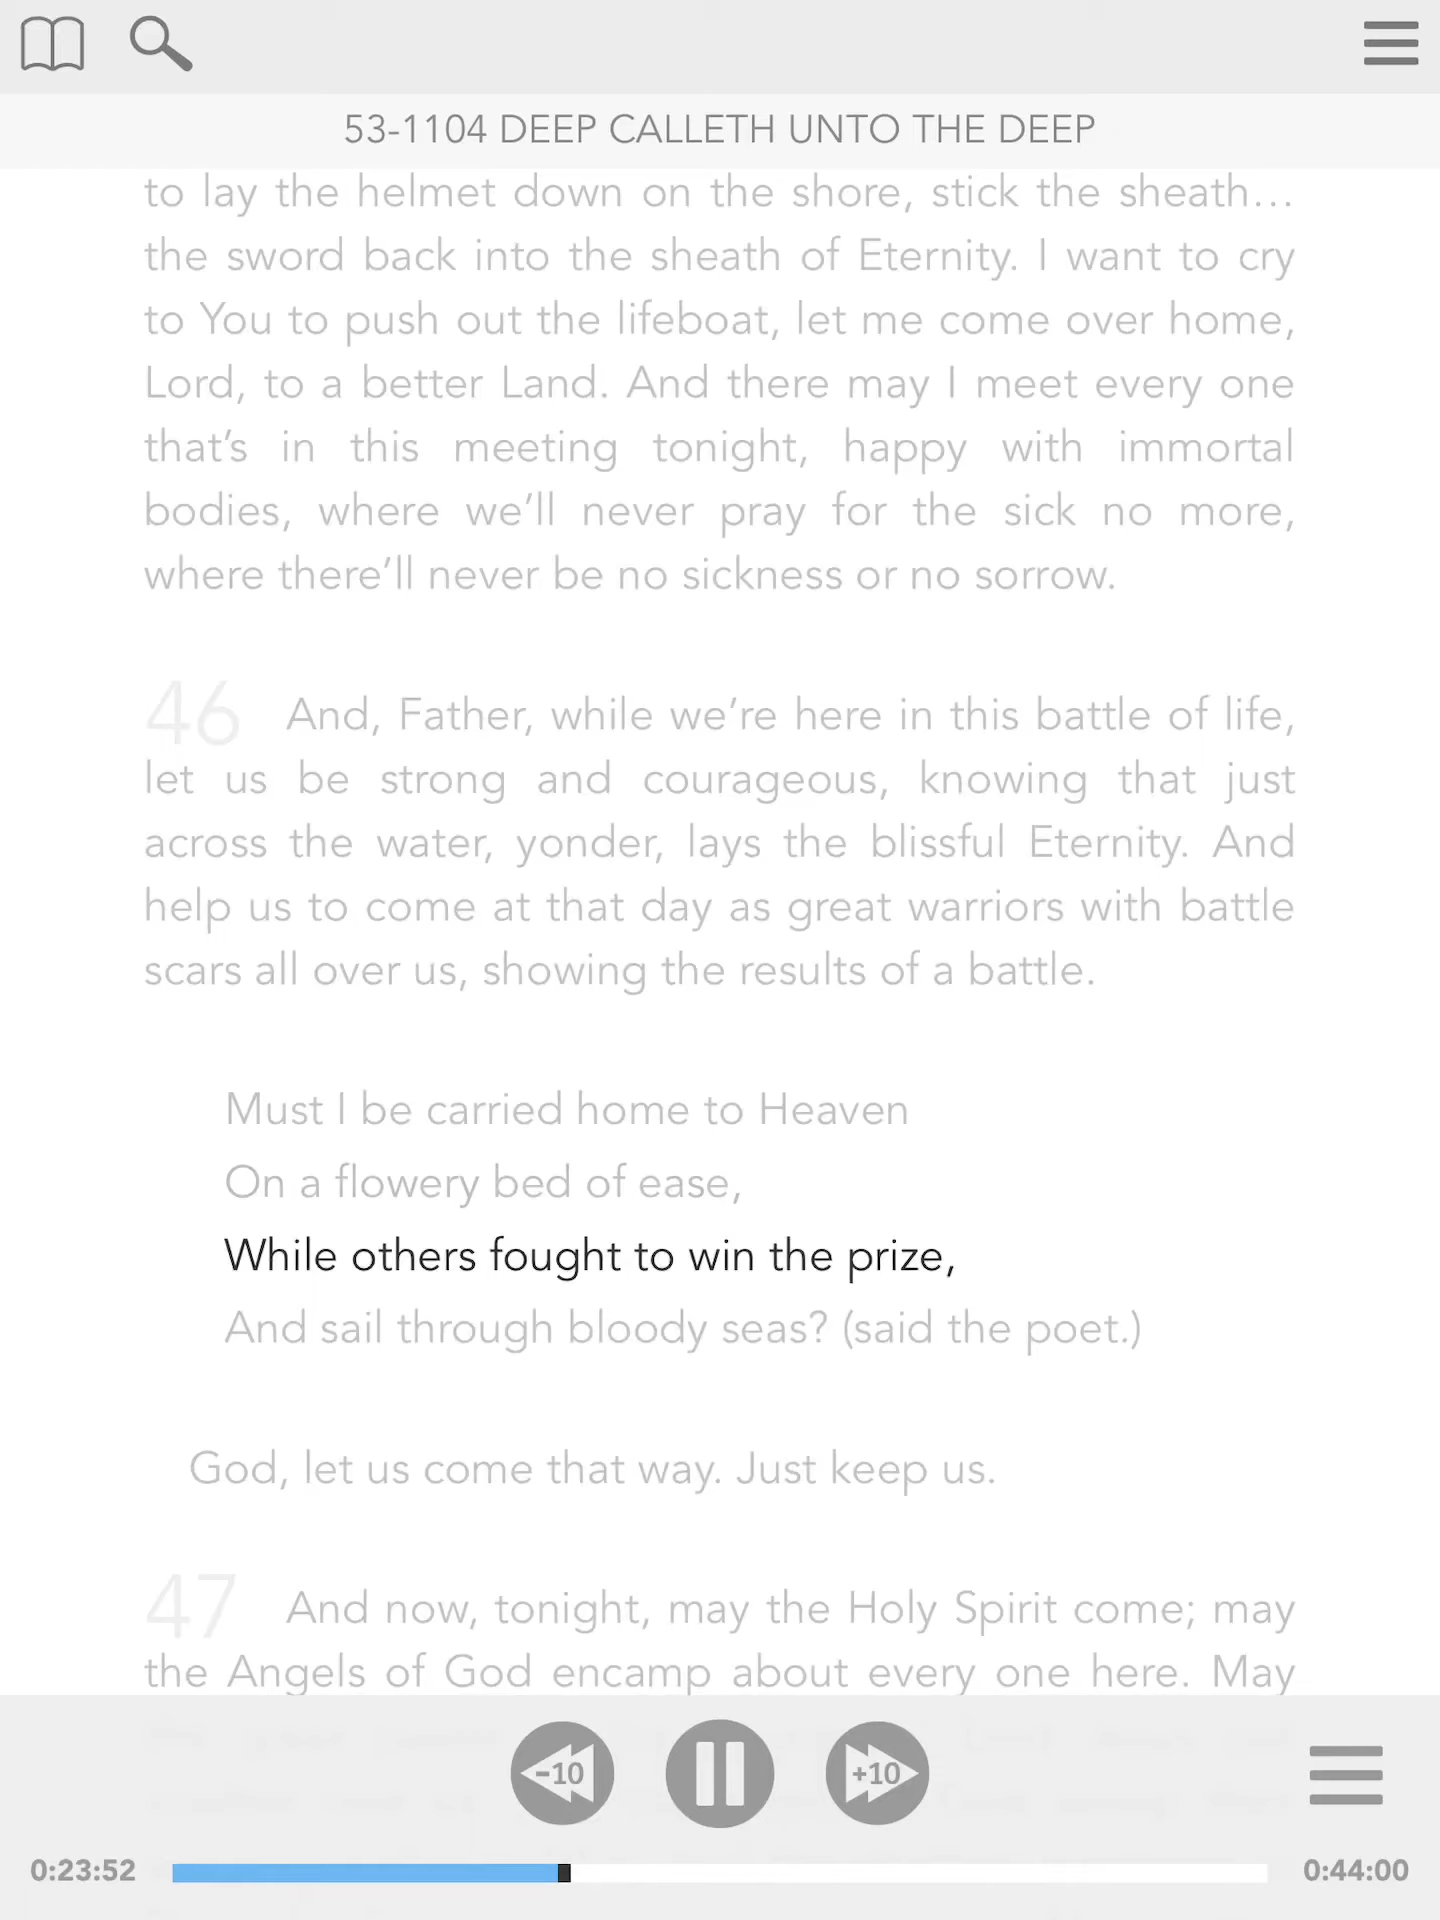 53-1104 DEEP CALLETH UNTO THE DEEP
to lay the helmet down on the shore, stick the sheath…
the sword back into the sheath of Eternity. I want to cry
to You to push out the lifeboat, let me come over home,
Lord, to a better Land. And there may I meet every one
that’s in this meeting tonight, happy with immortal
bodies, where we’ll never pray for the sick no more,
where there’ll never be no sickness or no sorrow.
46 And, Father, while we’re here in this battle of life,
let us be strong and courageous, knowing that just
across the water, yonder, lays the blissful Eternity. And
help us to come at that day as great warriors with battle
scars all over us, showing the results of a battle.
Must I be carried home to Heaven
On a flowery bed of ease,
While others fought to win the prize,
And sail through bloody seas? (said the poet.)
God, let us come that way. Just keep us.
47 And now, tonight, may the Holy Spirit come; may
the Angels of God encamp about every one here. May
-10 +10
0:23:52 0:44:00